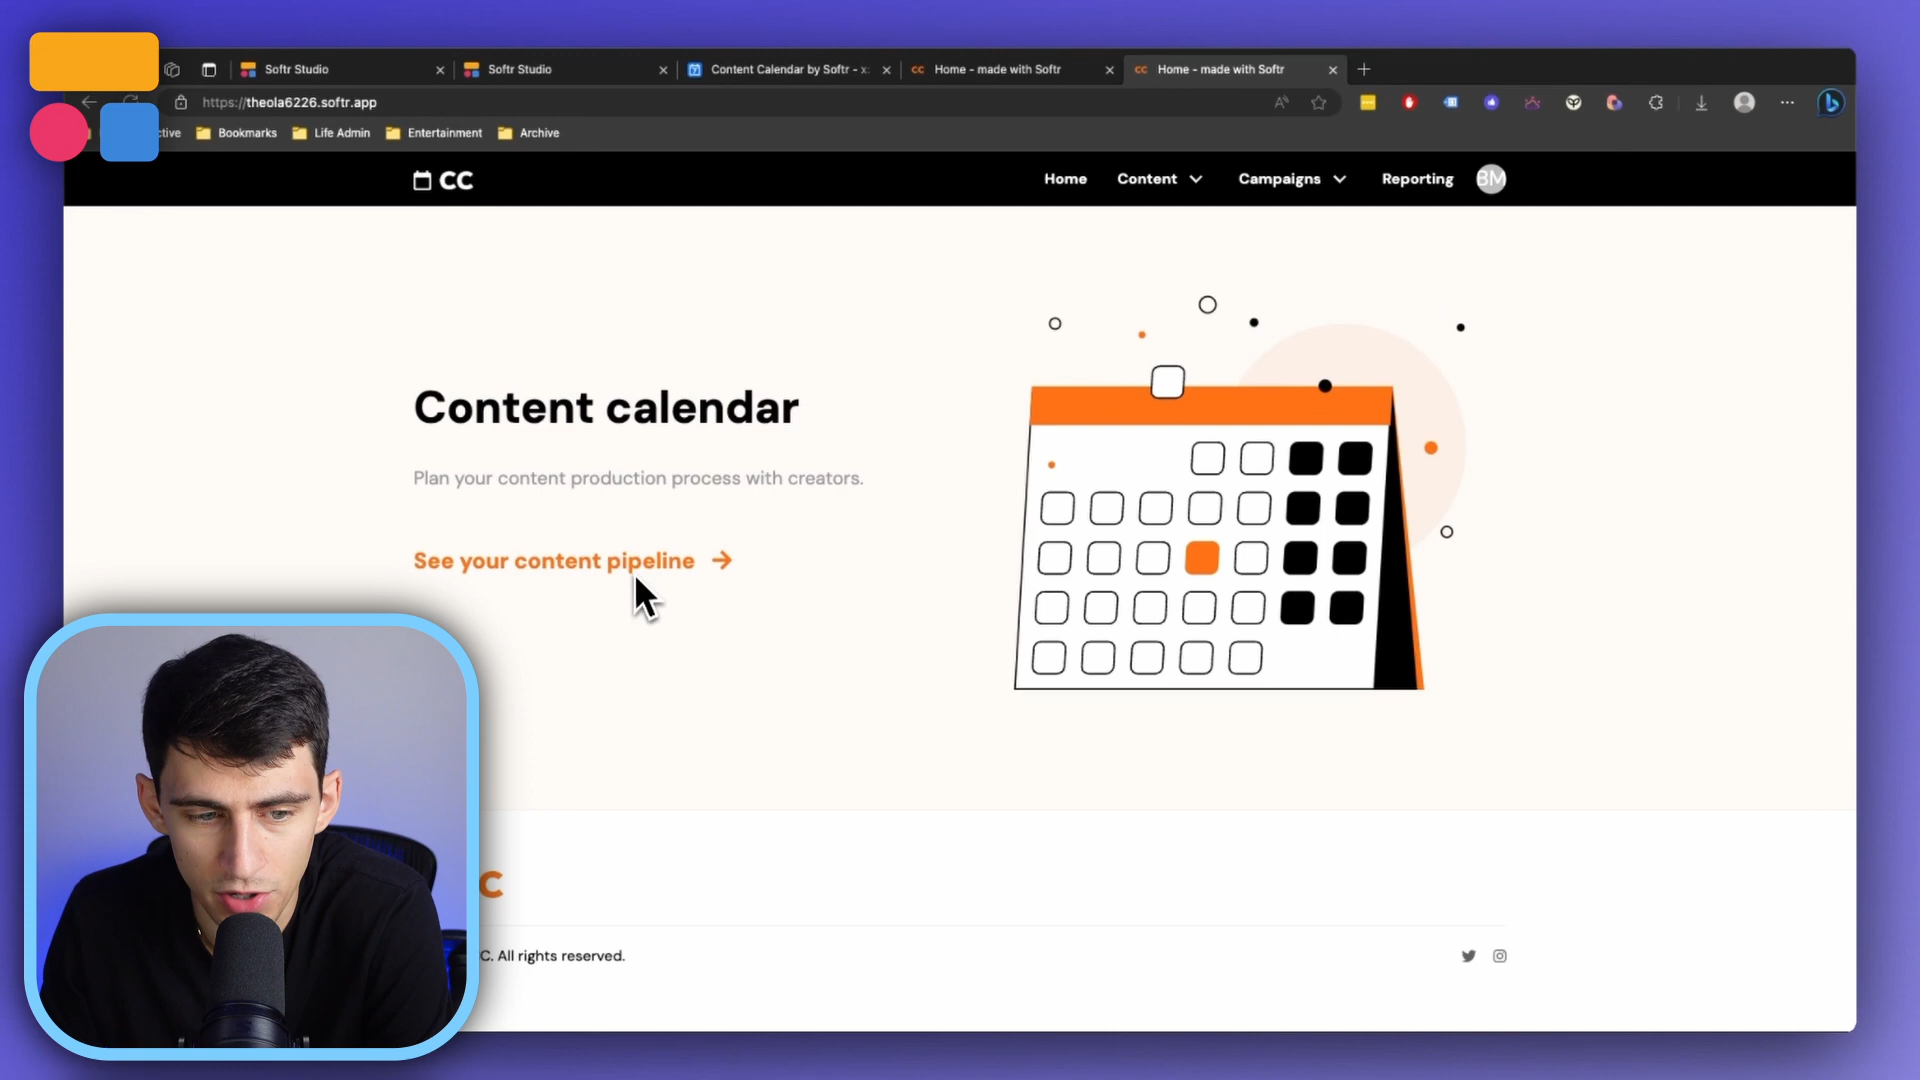 Softr Studio
Softr Studio
Content Calendar by Softr - x
Home - made with Softr
Home - made with Softr
https://theola6226.softr.app
ctive
Bookmarks
Life Admin
Entertainment
Archive
CC
Home
Content
Campaigns
Reporting
BM
Content calendar
Plan your content production process with creators.
See your content pipeline
C
C. All rights reserved.